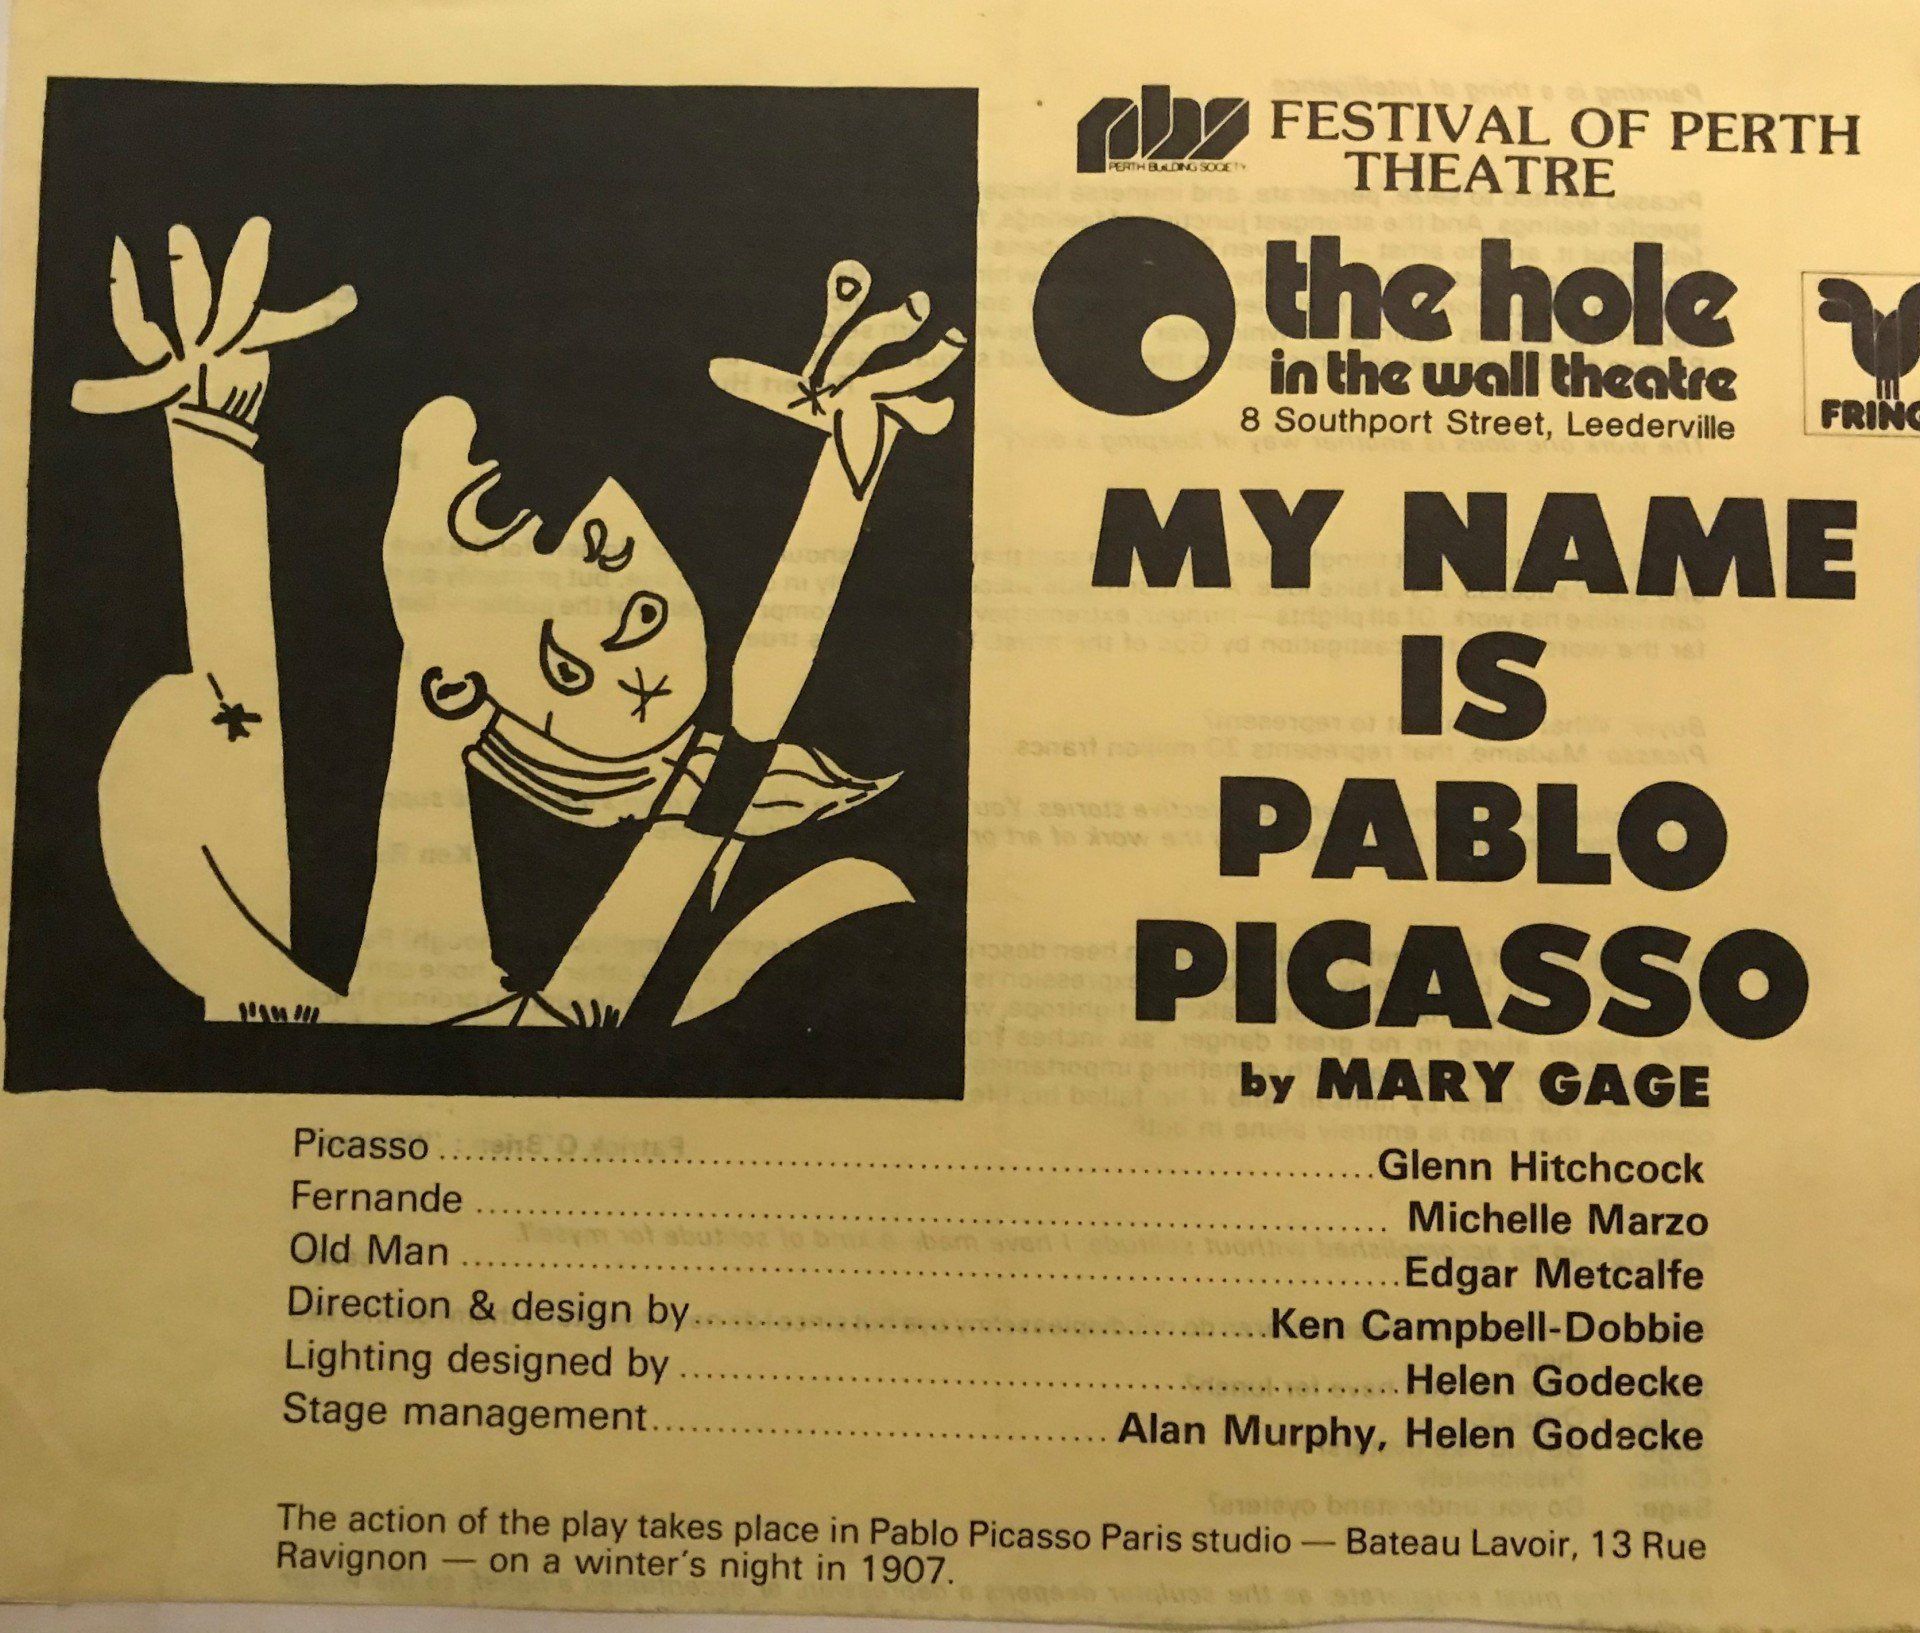 pbs FESTIVAL OF PERTH
THEATRE
PERTH BUILDING SOCIETY
the hole
in the wall theatre
8 Southport Street, Leederville
FRING
MY NAME
IS
PABLO
PICASSO
by MARY GAGE
Picasso ........ Glenn Hitchcock
Fernande ........ Michelle Marzo
Old Man ........ Edgar Metcalfe
Direction & design by ........ Ken Campbell-Dobbie
Lighting designed by ........ Helen Godecke
Stage management ........ Alan Murphy, Helen Godecke
The action of the play takes place in Pablo Picasso Paris studio — Bateau Lavoir, 13 Rue
Ravignon — on a winter's night in 1907.